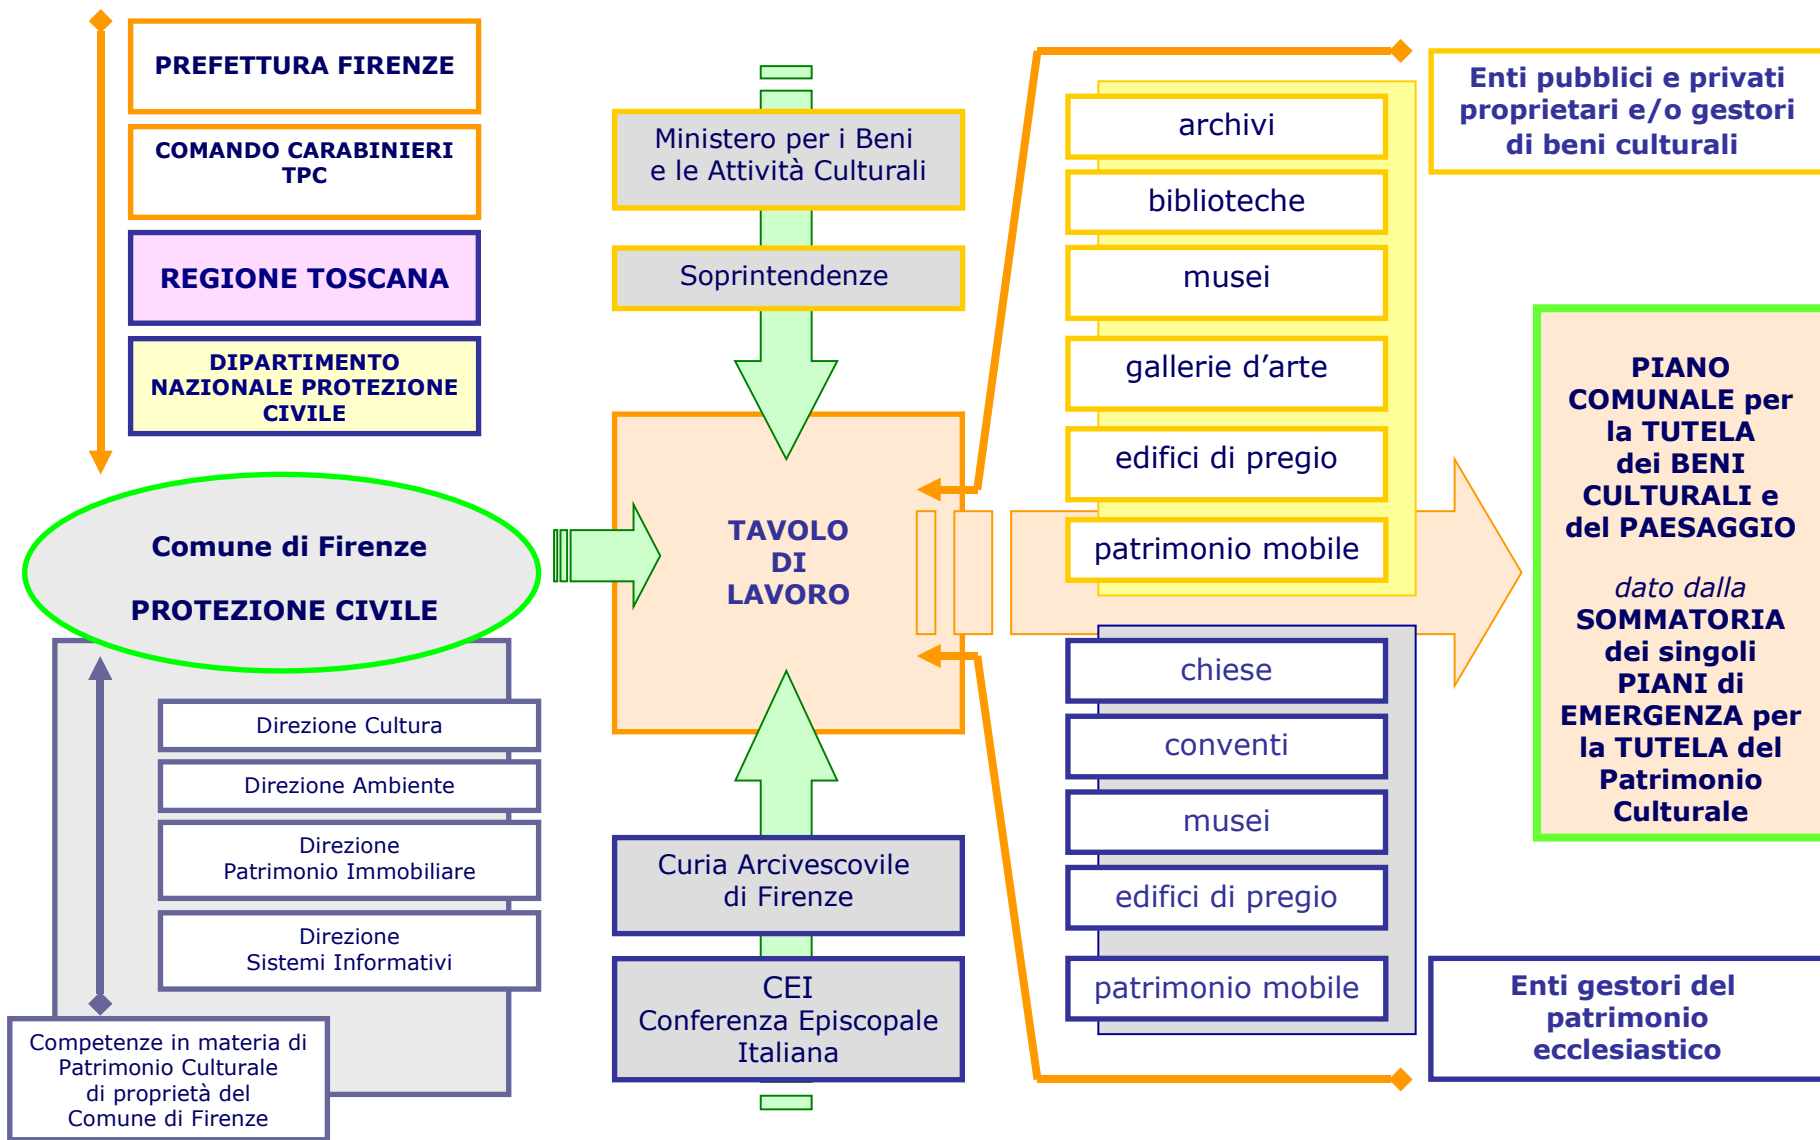 PREFETTURA FIRENZE
COMANDO CARABINIERI
TPC
REGIONE TOSCANA
DIPARTIMENTO
NAZIONALE PROTEZIONE
CIVILE
Comune di Firenze
PROTEZIONE CIVILE
Direzione Cultura
Direzione Ambiente
Direzione
Patrimonio Immobiliare
Direzione
Sistemi Informativi
Competenze in materia di
Patrimonio Culturale
di proprietà del
Comune di Firenze
Ministero per i Beni
e le Attività Culturali
Soprintendenze
TAVOLO
DI
LAVORO
Curia Arcivescovile
di Firenze
CEI
Conferenza Episcopale
Italiana
archivi
biblioteche
musei
gallerie d’arte
edifici di pregio
patrimonio mobile
chiese
conventi
musei
edifici di pregio
patrimonio mobile
Enti pubblici e privati
proprietari e/o gestori
di beni culturali
PIANO
COMUNALE per
la TUTELA
dei BENI
CULTURALI e
del PAESAGGIO
dato dalla
SOMMATORIA
dei singoli
PIANI di
EMERGENZA per
la TUTELA del
Patrimonio
Culturale
Enti gestori del
patrimonio
ecclesiastico